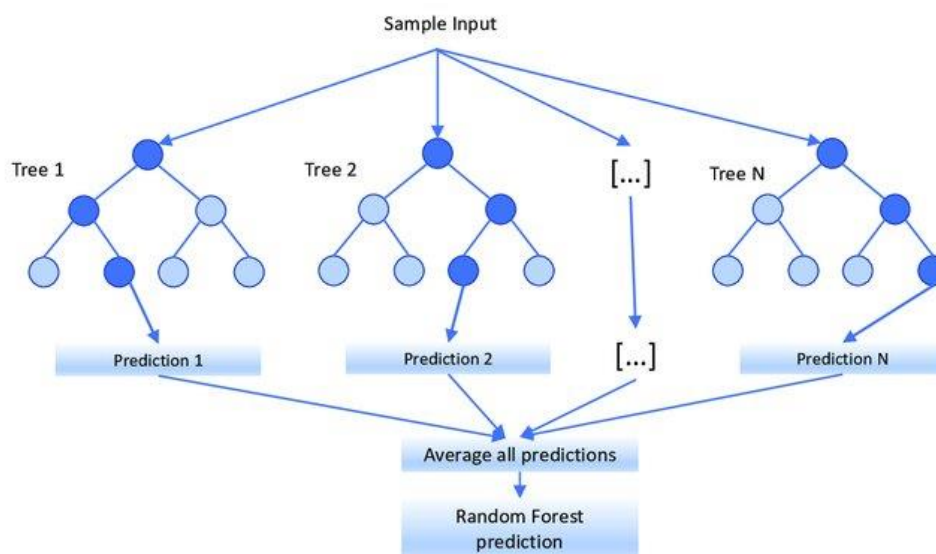 Sample Input
Tree 1
Tree 2
[...]
Tree N
Prediction 1
Prediction 2
[...]
Prediction N
Average all predictions
Random Forest
prediction